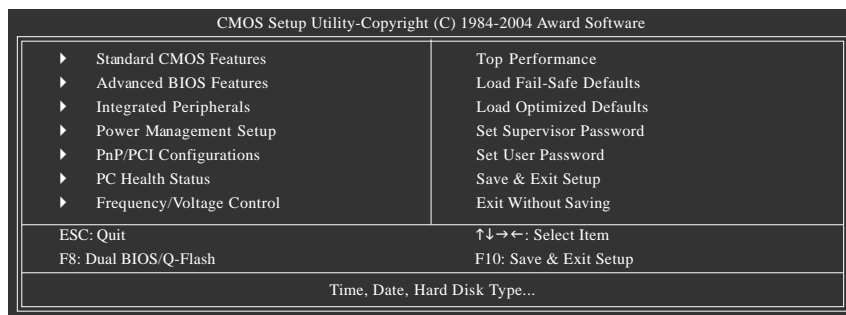 CMOS Setup Utility-Copyright (C) 1984-2004 Award Software
Standard CMOS Features
Advanced BIOS Features
Integrated Peripherals
Power Management Setup
PnP/PCI Configurations
PC Health Status
Frequency/Voltage Control
Top Performance
Load Fail-Safe Defaults
Load Optimized Defaults
Set Supervisor Password
Set User Password
Save & Exit Setup
Exit Without Saving
ESC: Quit
↑↓→←: Select Item
F8: Dual BIOS/Q-Flash
F10: Save & Exit Setup
Time, Date, Hard Disk Type...